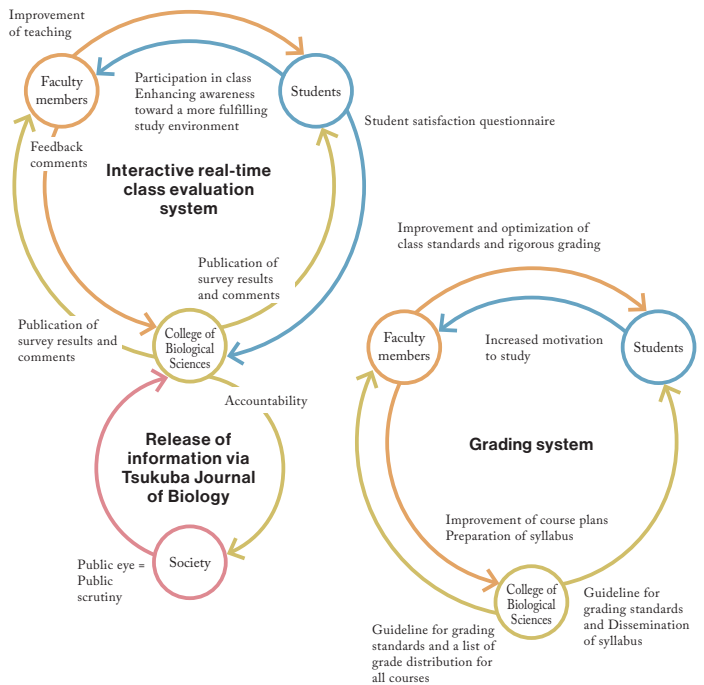 Improvement
of teaching
Faculty
members
Participation in class
Enhancing awareness
toward a more fulfilling
study environment
Students
Student satisfaction questionnaire
Feedback
comments
Interactive real-time
class evaluation
system
Publication of
survey results
and comments
Publication of
survey results and
comments
College of
Biological
Sciences
Accountability
Release of
information via
Tsukuba Journal
of Biology
Public eye =
Public
scrutiny
Society
Improvement and optimization of
class standards and rigorous grading
Faculty
members
Increased motivation
to study
Students
Grading system
Improvement of course plans
Preparation of syllabus
College of
Biological
Sciences
Guideline for
grading standards
and Dissemination
of syllabus
Guideline for grading
standards and a list of
grade distribution for
all courses